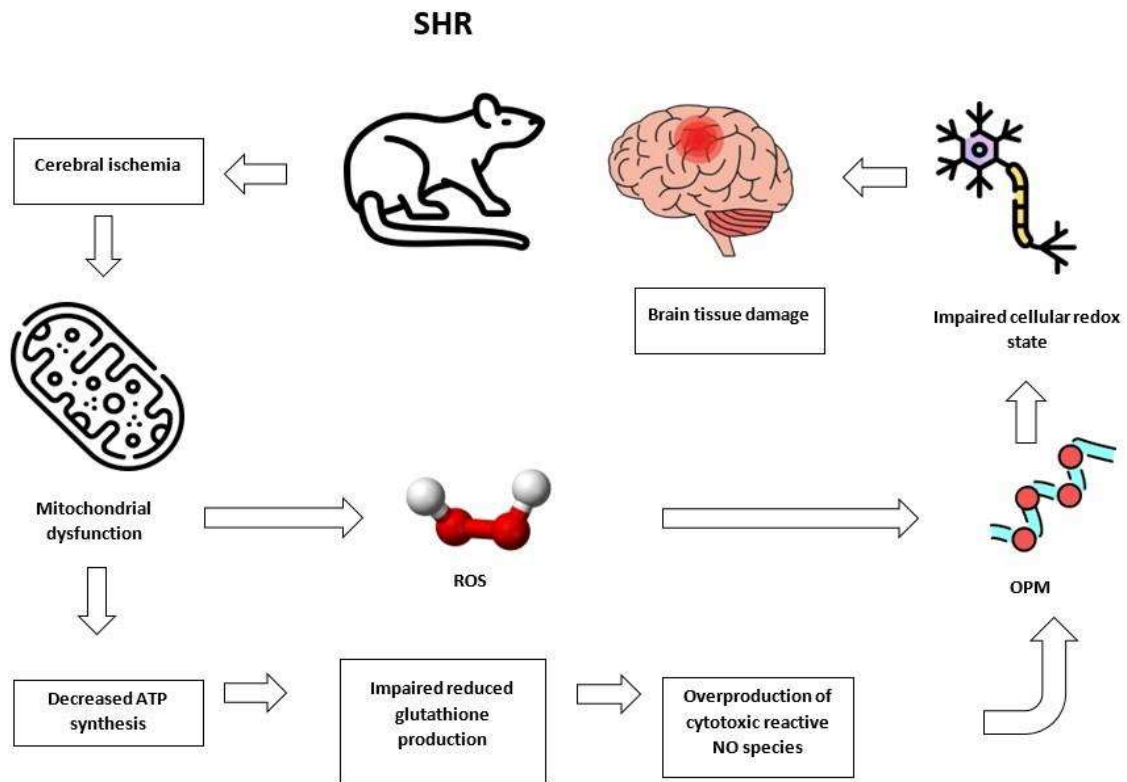 SHR
Cerebral ischemia
Brain tissue damage
Impaired cellular redox
state
Mitochondrial
dysfunction
ROS
OPM
Decreased ATP
synthesis
Impaired reduced
glutathione
production
Overproduction of
cytotoxic reactive
NO species